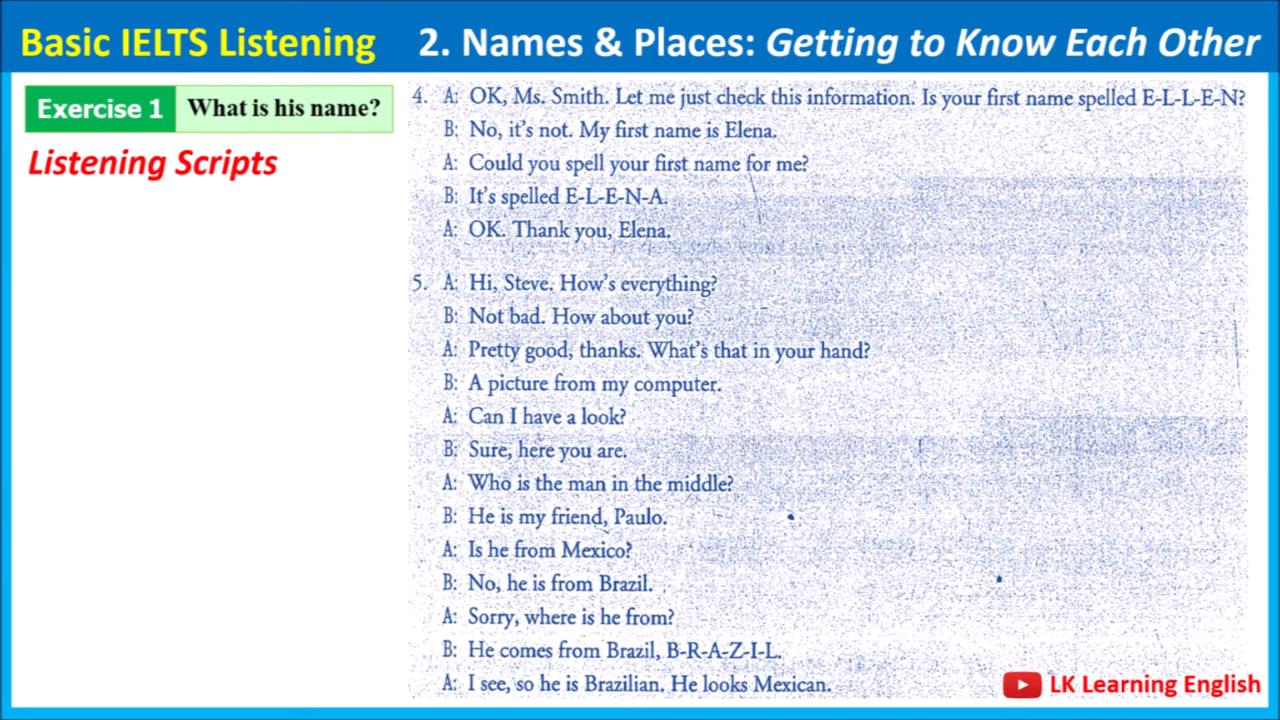 Basic IELTS Listening
2. Names & Places: Getting to Know Each Other
Exercise 1
What is his name?
Listening Scripts
4. A: OK, Ms. Smith. Let me just check this information. Is your first name spelled E-L-L-E-N?
B: No, it's not. My first name is Elena.
A: Could you spell your first name for me?
B: It's spelled E-L-E-N-A.
A: OK. Thank you, Elena.
5. A: Hi, Steve. How's everything?
B: Not bad. How about you?
A: Pretty good, thanks. What's that in your hand?
B: A picture from my computer.
A: Can I have a look?
B: Sure, here you are.
A: Who is the man in the middle?
B: He is my friend, Paulo.
A: Is he from Mexico?
B: No, he is from Brazil.
A: Sorry, where is he from?
B: He comes from Brazil, B-R-A-Z-I-L.
A: I see, so he is Brazilian. He looks Mexican.
LK Learning English